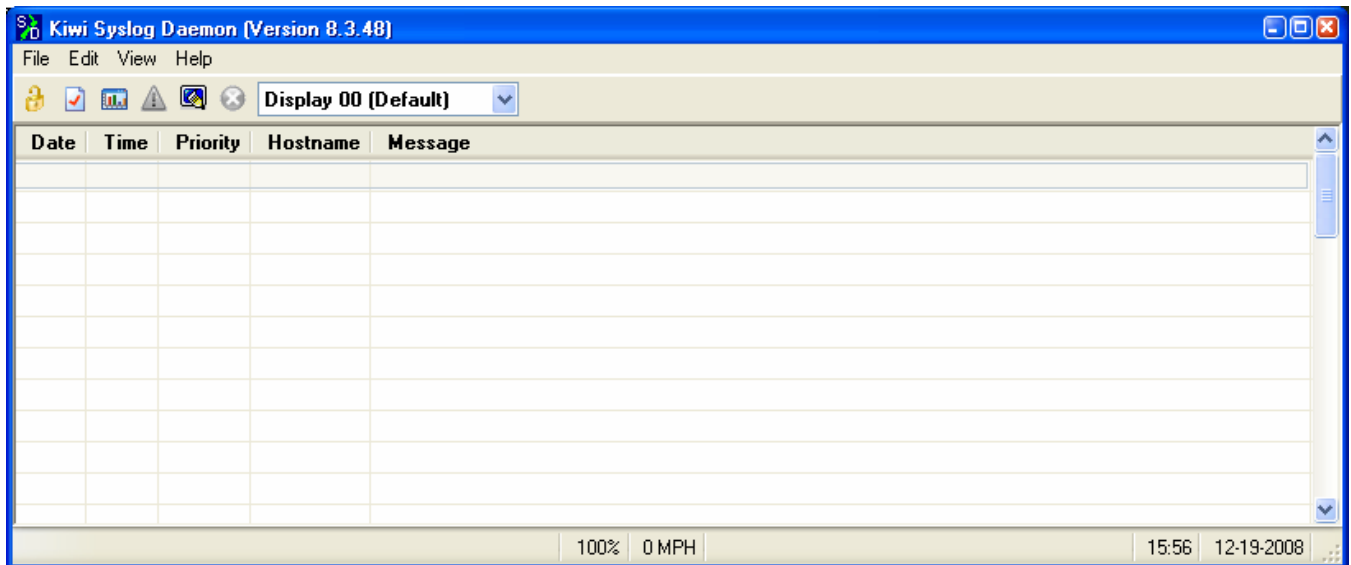 Kiwi Syslog Daemon (Version 8.3.48)
File Edit View Help
Display 00 (Default)
Date Time Priority Hostname Message
100% 0 MPH 15:56 12-19-2008